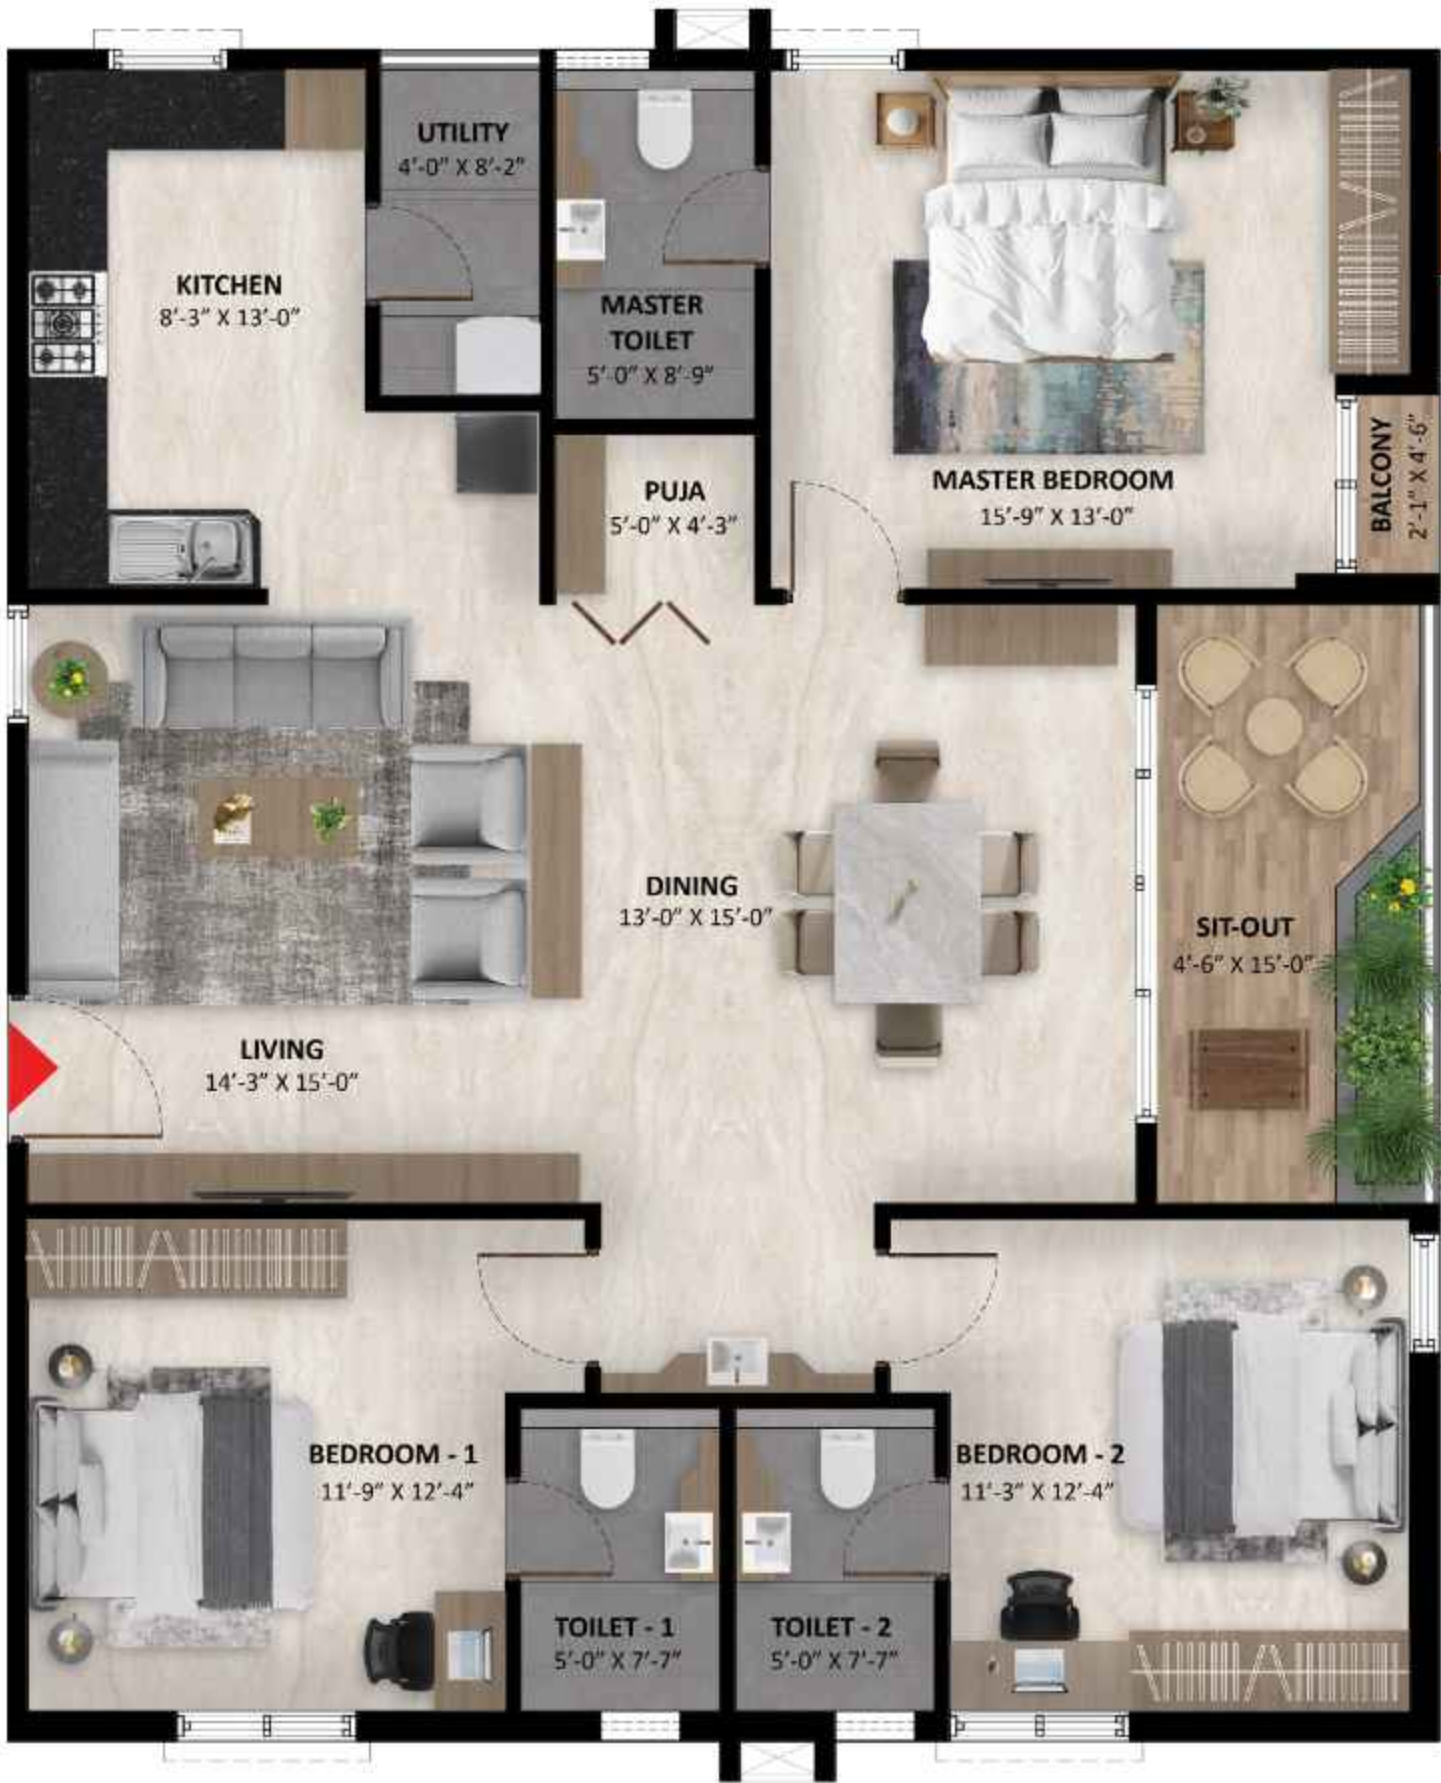 UTILITY
4'-0" X 8'-2"
KITCHEN
8'-3" X 13'-0"
MASTER
TOILET
5'-0" X 8'-9"
MASTER BEDROOM
15'-9" X 13'-0"
BALCONY
2'-1" X 4'-6"
PUJA
5'-0" X 4'-3"
DINING
13'-0" X 15'-0"
SIT-OUT
4'-6" X 15'-0"
LIVING
14'-3" X 15'-0"
BEDROOM - 1
11'-9" X 12'-4"
BEDROOM - 2
11'-3" X 12'-4"
TOILET - 1
5'-0" X 7'-7"
TOILET - 2
5'-0" X 7'-7"